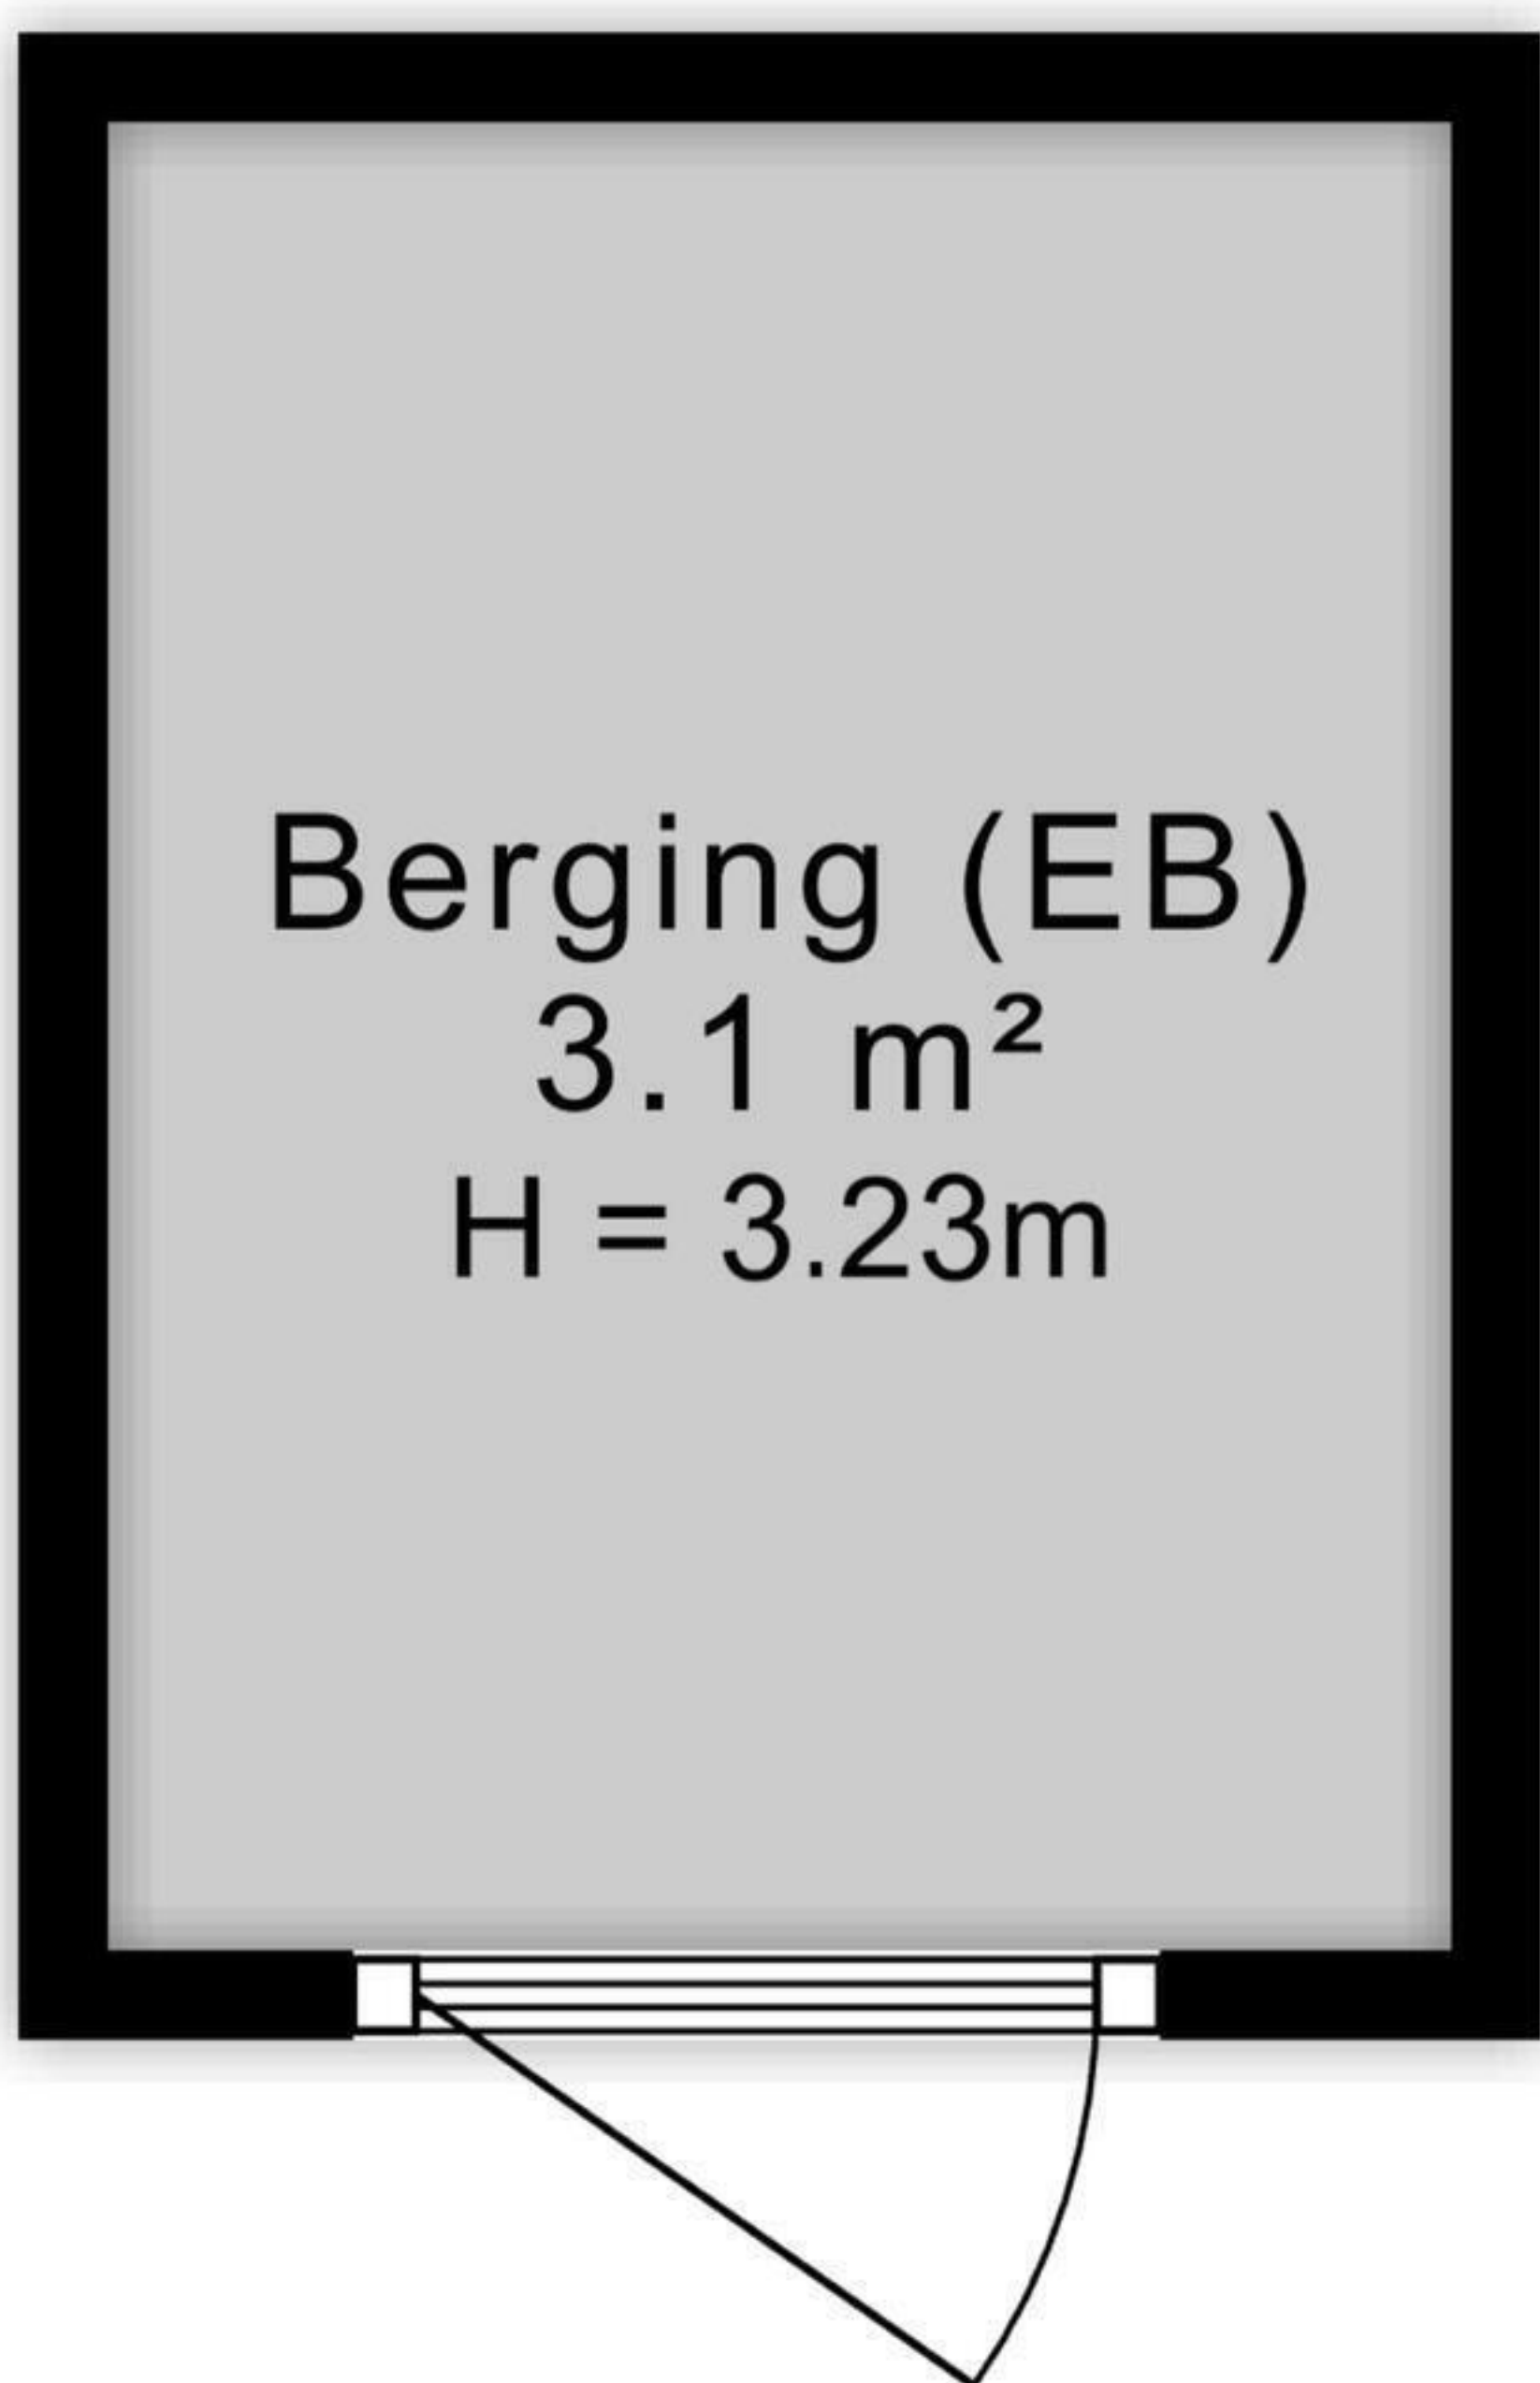 Berging (EB)
3.1 m²
H = 3.23m